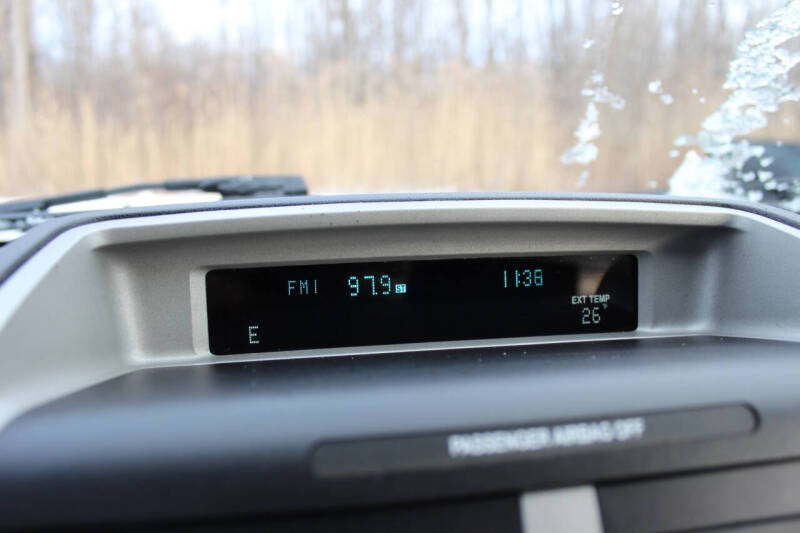 FM1 97.9 ST 11:38
EXT TEMP
E 26 °F
PASSENGER AIRBAG OFF